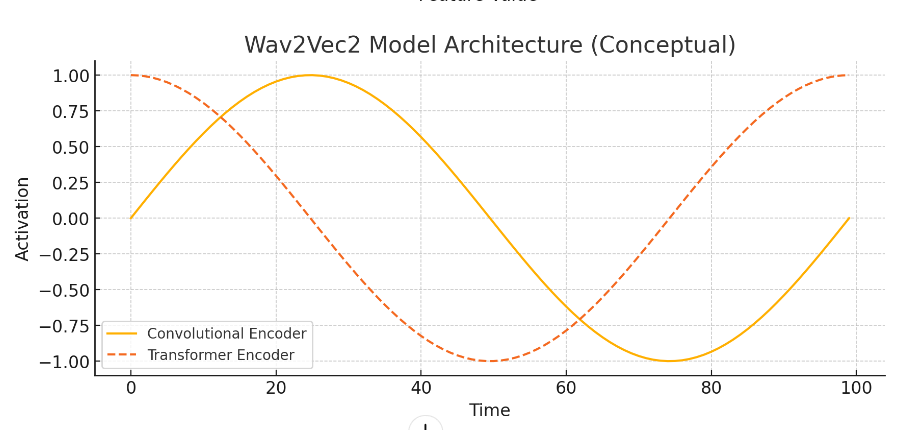 Wav2Vec2 Model Architecture (Conceptual)
1.00
0.75
0.50
0.25
0.00
−0.25
−0.50
−0.75
−1.00
Activation
Convolutional Encoder
Transformer Encoder
0 20 40 60 80 100
Time